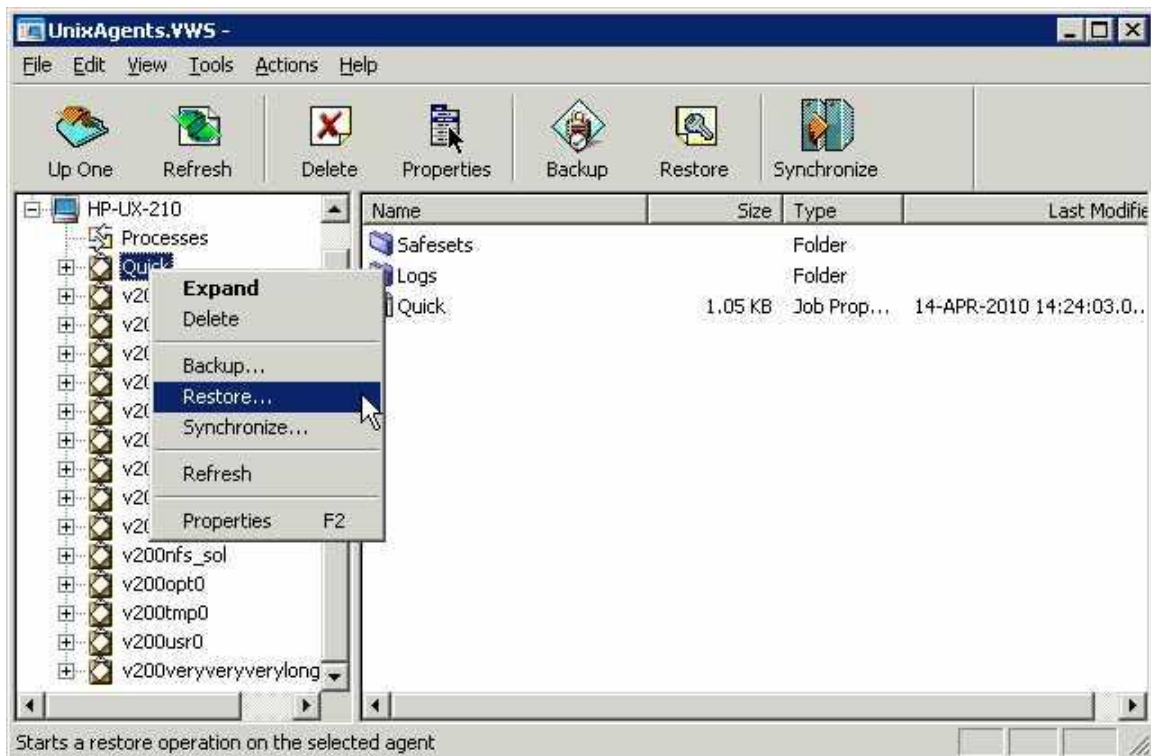 UnixAgents.VWS -
File Edit View Tools Actions Help
Up One Refresh Delete Properties Backup Restore Synchronize
HP-UX-210
Processes
Quick
v200nfs_sol
v200opt0
v200tmp0
v200usr0
v200veryveryverylong
Expand
Delete
Backup...
Restore...
Synchronize...
Refresh
Properties F2
Name Size Type Last Modifie
Safesets Folder
Logs Folder
Quick 1.05 KB Job Prop... 14-APR-2010 14:24:03.0..
Starts a restore operation on the selected agent